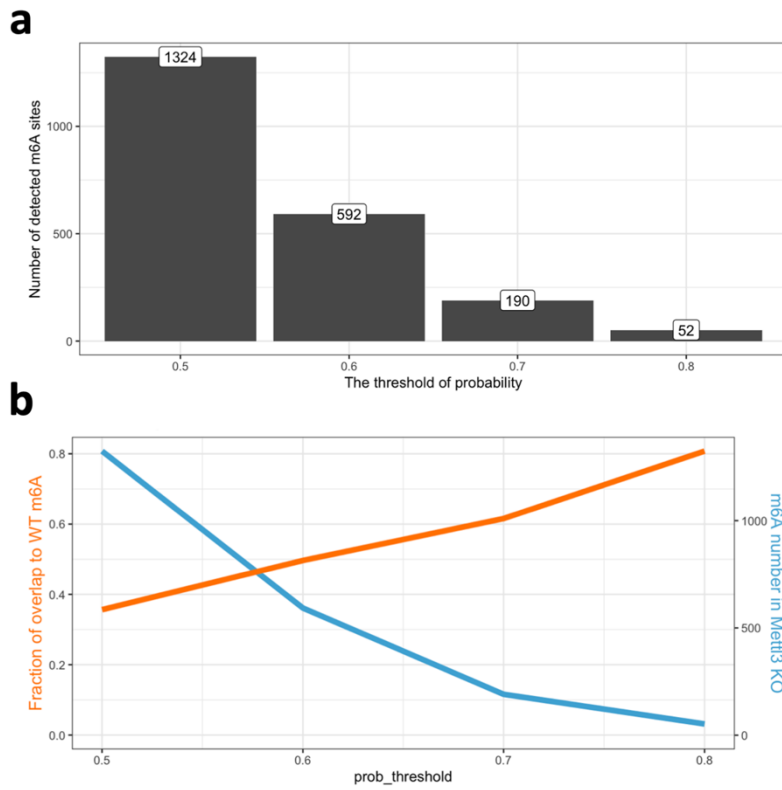 a
Number of detected m6A sites
1000
500
0
1324
592
190
52
0.5 0.6 0.7 0.8
The threshold of probability
b
Fraction of overlap to WT m6A
0.8
0.6
0.4
0.2
0.0
1000
500
0
m6A number in Mettl3 KO
0.5 0.6 0.7 0.8
prob_threshold